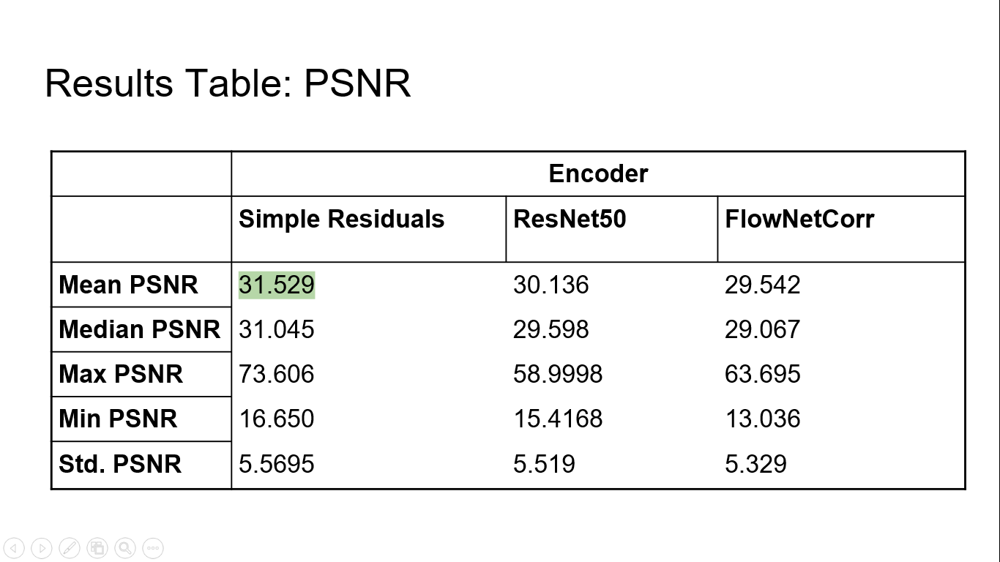 Results Table: PSNR
Encoder
Simple Residuals ResNet50 FlowNetCorr
Mean PSNR 31.529 30.136 29.542
Median PSNR 31.045 29.598 29.067
Max PSNR 73.606 58.9998 63.695
Min PSNR 16.650 15.4168 13.036
Std. PSNR 5.5695 5.519 5.329